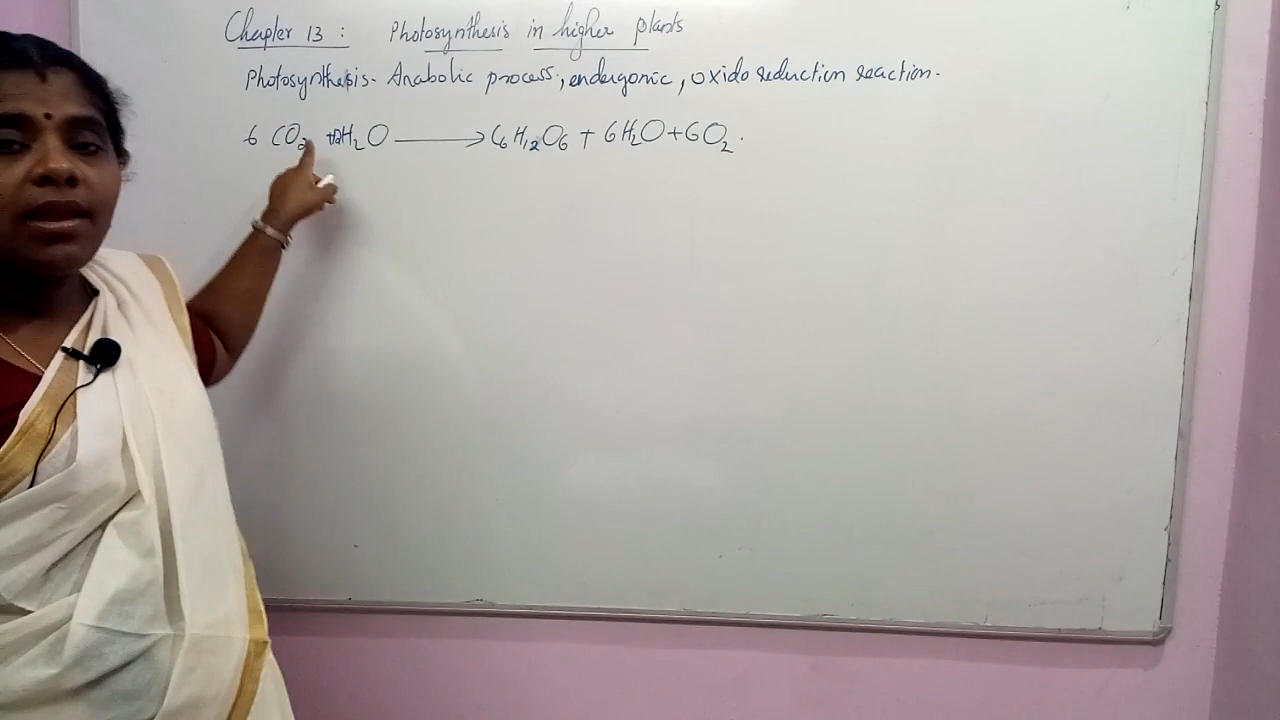 Chapter 13 : Photosynthesis in higher plants
Photosynthesis - Anabolic process, endergonic, oxido reduction reaction.
6 CO₂ + 12H₂O ⟶ C₆H₁₂O₆ + 6H₂O + 6O₂.